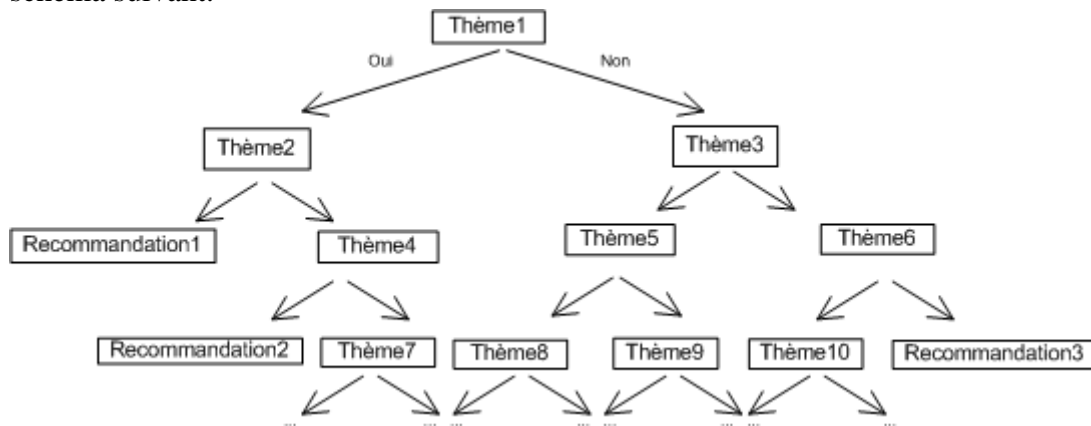 schéma suivant.
Thème1
Oui Non
Thème2 Thème3
Recommandation1 Thème4 Thème5 Thème6
Recommandation2 Thème7 Thème8 Thème9 Thème10 Recommandation3
... ... ... ... ... ... ... ...